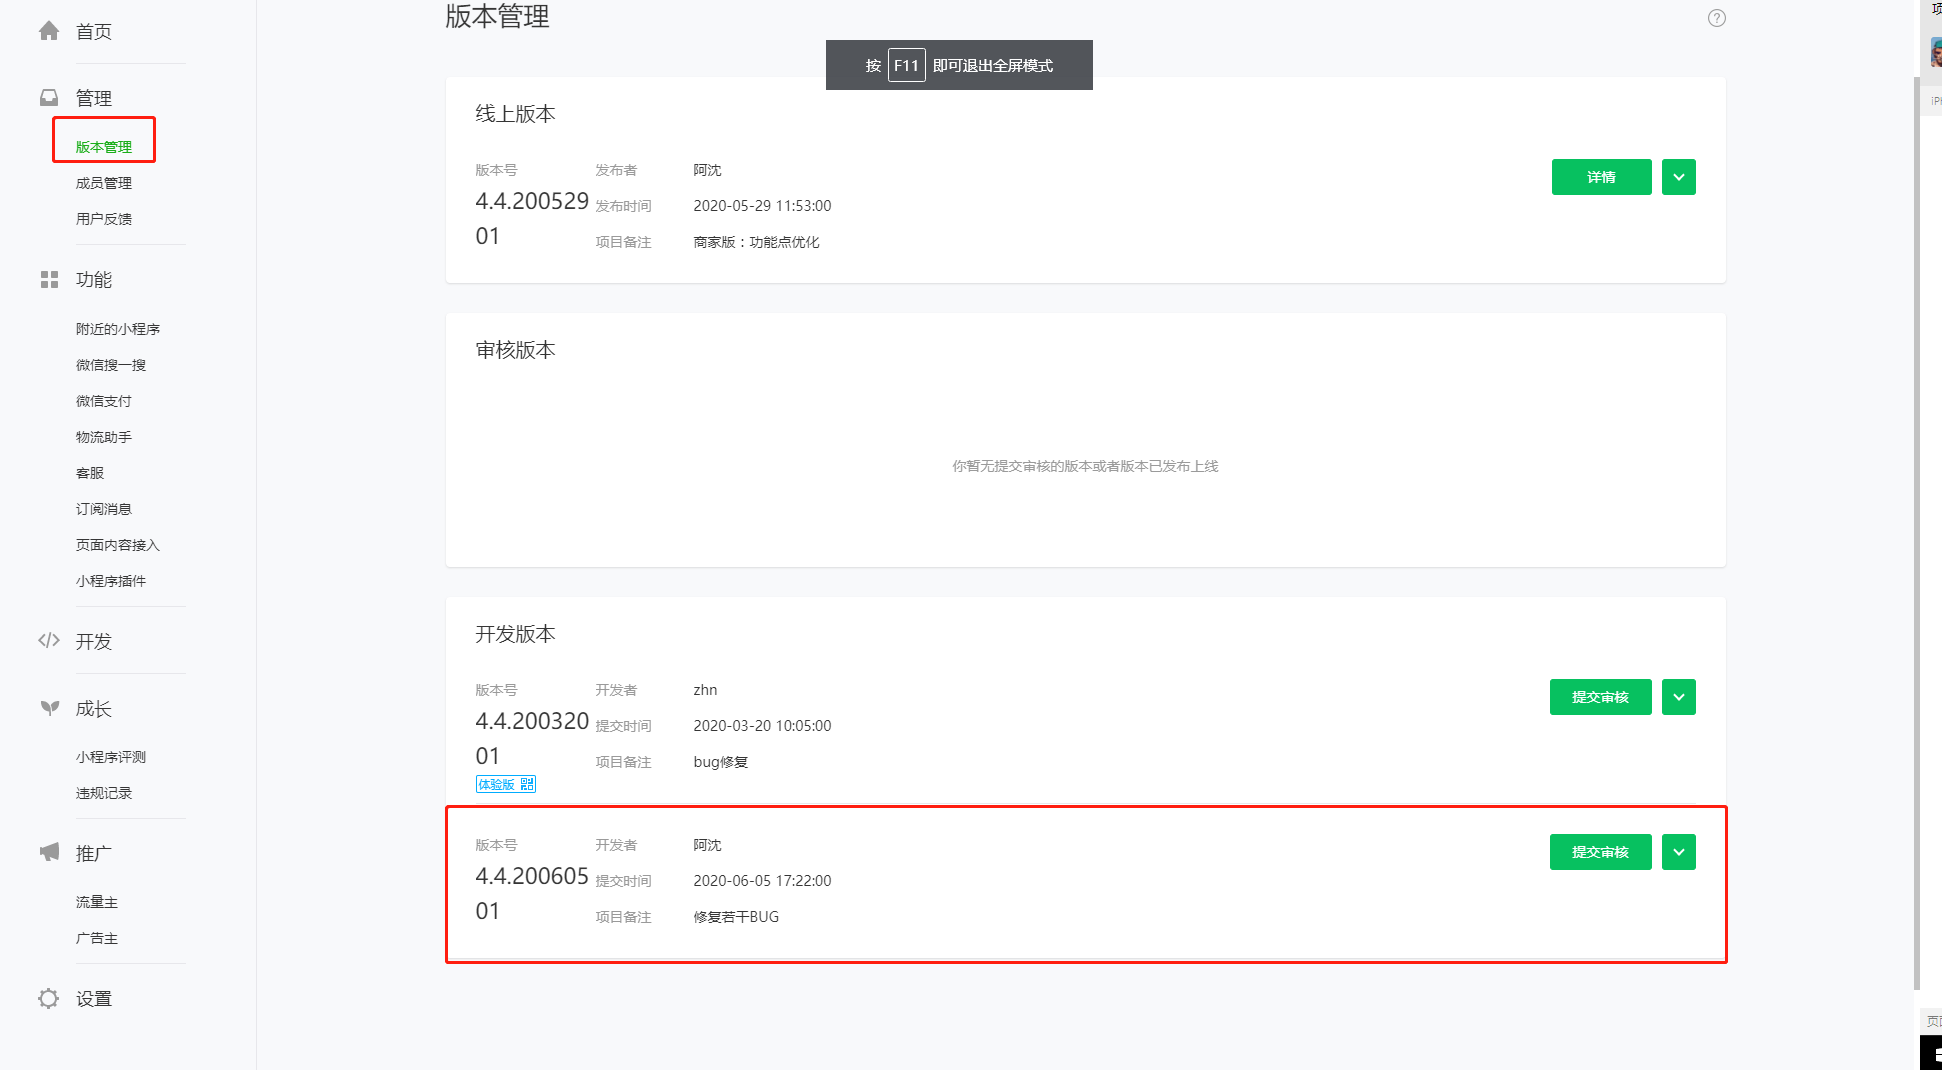 首页
管理
版本管理
成员管理
用户反馈
功能
附近的小程序
微信搜一搜
微信支付
物流助手
客服
订阅消息
页面内容接入
小程序插件
开发
成长
小程序评测
违规记录
推广
流量主
广告主
设置
版本管理
?
按 F11 即可退出全屏模式
线上版本
版本号
4.4.200529
01
发布者 阿沈
发布时间 2020-05-29 11:53:00
项目备注 商家版：功能点优化
详情
审核版本
你暂无提交审核的版本或者版本已发布上线
开发版本
版本号
4.4.200320
01
体验版
开发者 zhn
提交时间 2020-03-20 10:05:00
项目备注 bug修复
提交审核
版本号
4.4.200605
01
开发者 阿沈
提交时间 2020-06-05 17:22:00
项目备注 修复若干BUG
提交审核